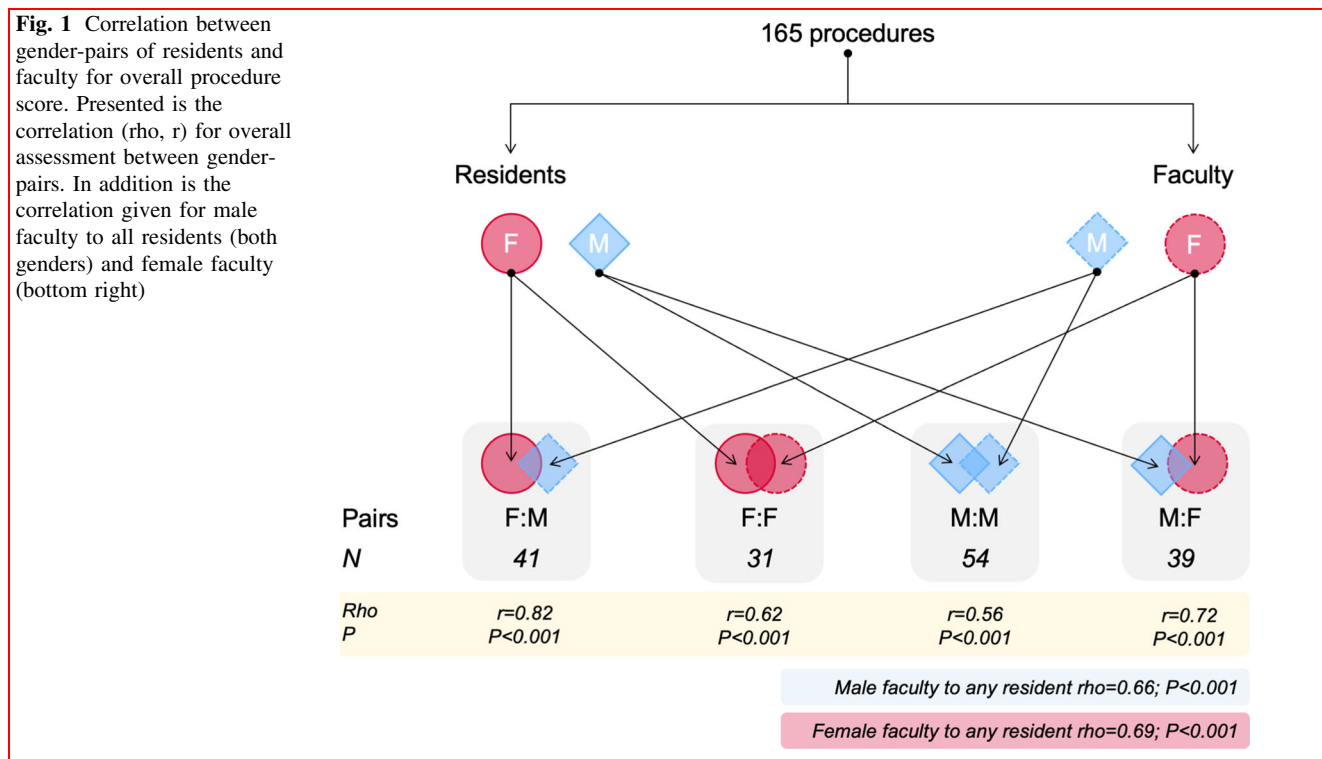 Fig. 1 Correlation between
gender-pairs of residents and
faculty for overall procedure
score. Presented is the
correlation (rho, r) for overall
assessment between gender-
pairs. In addition is the
correlation given for male
faculty to all residents (both
genders) and female faculty
(bottom right)
165 procedures
Residents
Faculty
F
M
M
F
Pairs F:M F:F M:M M:F
N 41 31 54 39
Rho r=0.82 r=0.62 r=0.56 r=0.72
P P<0.001 P<0.001 P<0.001 P<0.001
Male faculty to any resident rho=0.66; P<0.001
Female faculty to any resident rho=0.69; P<0.001